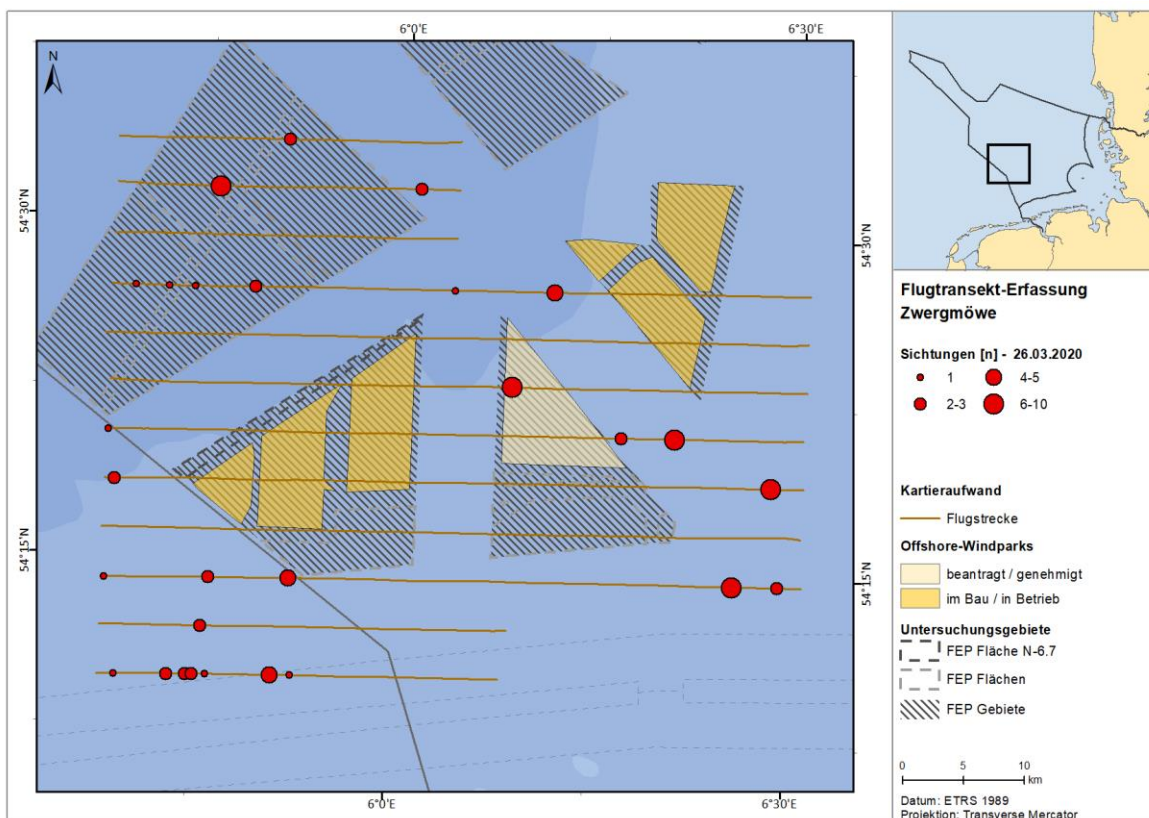 6°0'E
6°30'E
N
54°30'N
54°30'N
54°15'N
54°15'N
6°0'E
6°30'E
Flugtransekt-Erfassung
Zwergmöwe
Sichtungen [n] - 26.03.2020
1
4-5
2-3
6-10
Kartieraufwand
Flugstrecke
Offshore-Windparks
beantragt / genehmigt
im Bau / in Betrieb
Untersuchungsgebiete
FEP Fläche N-6.7
FEP Flächen
FEP Gebiete
0
5
10
km
Datum: ETRS 1989
Projektion: Transverse Mercator